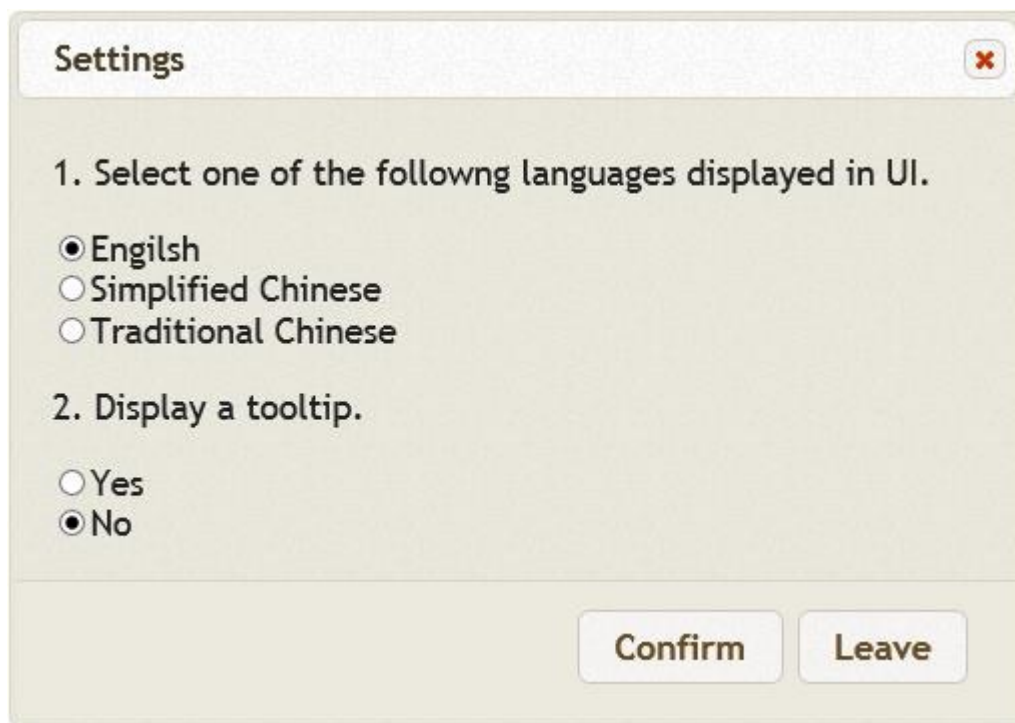 Settings
1. Select one of the followng languages displayed in UI.
Engilsh
Simplified Chinese
Traditional Chinese
2. Display a tooltip.
Yes
No
Confirm Leave